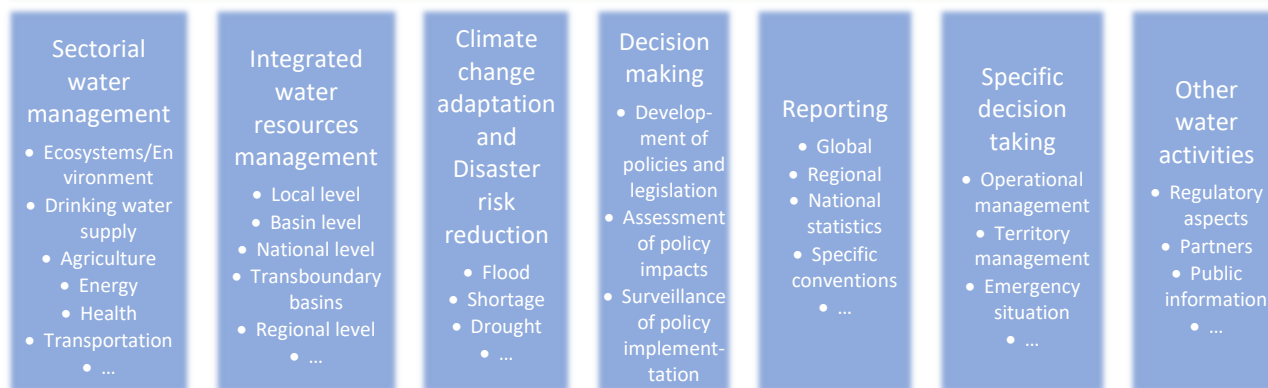 Sectorial
water
management
• Ecosystems/En
vironment
• Drinking water
supply
• Agriculture
• Energy
• Health
• Transportation
• ...
Integrated
water
resources
management
• Local level
• Basin level
• National level
• Transboundary
basins
• Regional level
• ...
Climate
change
adaptation
and
Disaster
risk
reduction
• Flood
• Shortage
• Drought
• ...
Decision
making
• Develop-
ment of
policies and
legislation
• Assessment
of policy
impacts
• Surveillance
of policy
implement-
tation
Reporting
• Global
• Regional
• National
statistics
• Specific
conventions
• ...
Specific
decision
taking
• Operational
management
• Territory
management
• Emergency
situation
• ...
Other
water
activities
• Regulatory
aspects
• Partners
• Public
information
• ...